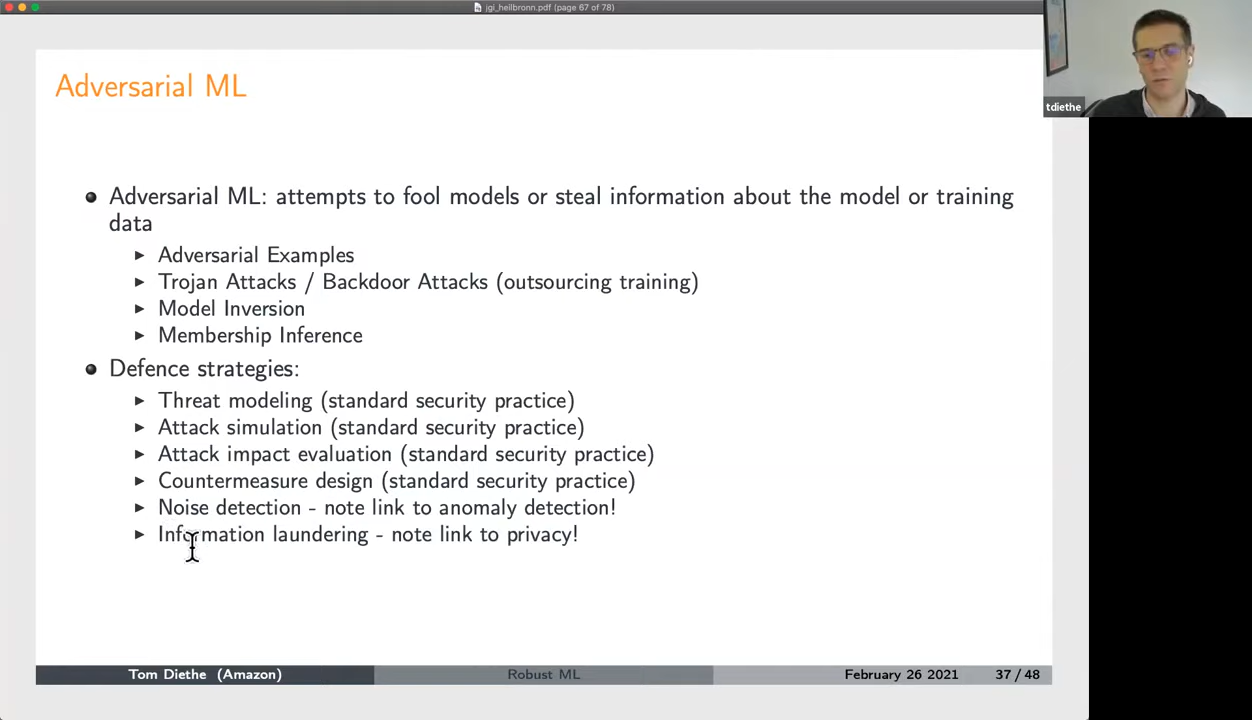 jgi_heilbronn.pdf (page 67 of 78)
tdiethe
Adversarial ML
Adversarial ML: attempts to fool models or steal information about the model or training
data
Adversarial Examples
Trojan Attacks / Backdoor Attacks (outsourcing training)
Model Inversion
Membership Inference
Defence strategies:
Threat modeling (standard security practice)
Attack simulation (standard security practice)
Attack impact evaluation (standard security practice)
Countermeasure design (standard security practice)
Noise detection - note link to anomaly detection!
Information laundering - note link to privacy!
Tom Diethe (Amazon)
Robust ML
February 26 2021
37 / 48